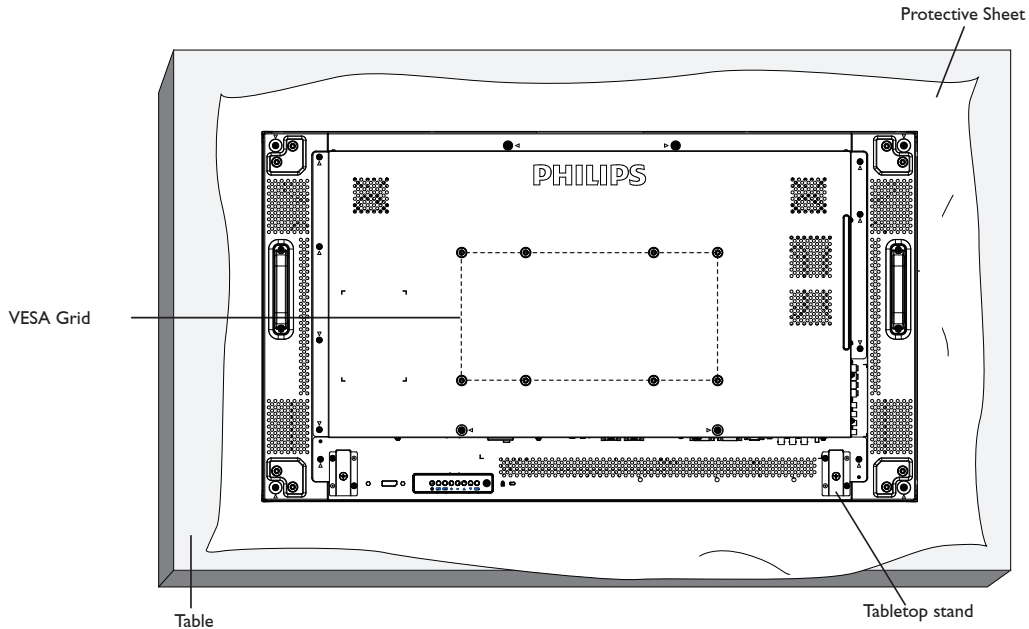 Protective Sheet
PHILIPS
VESA Grid
Tabletop stand
Table